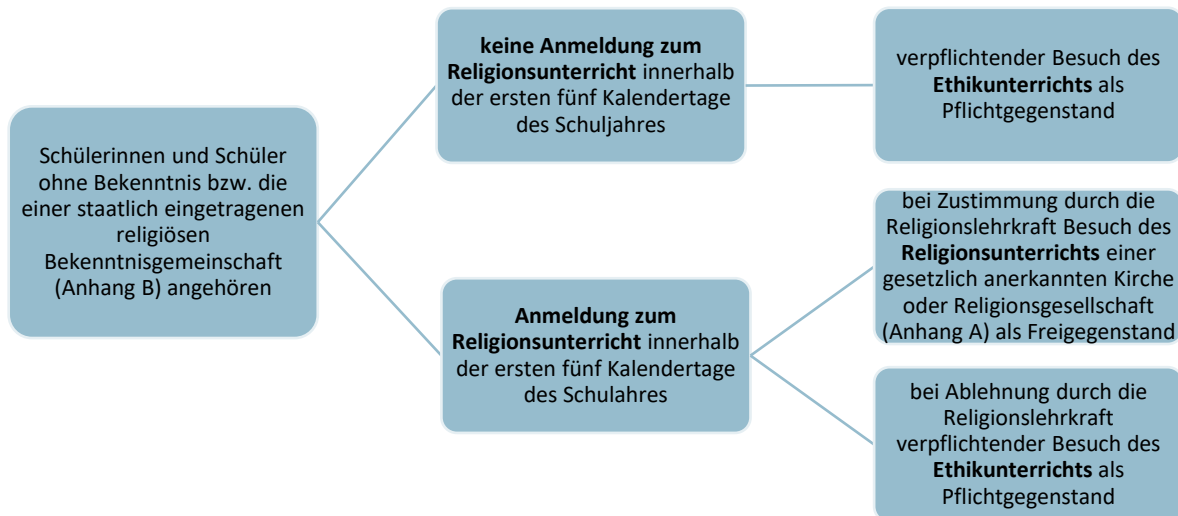 Schülerinnen und Schüler
ohne Bekenntnis bzw. die
einer staatlich eingetragenen
religiösen
Bekenntnisgemeinschaft
(Anhang B) angehören
keine Anmeldung zum
Religionsunterricht innerhalb
der ersten fünf Kalendertage
des Schuljahres
verpflichtender Besuch des
Ethikunterrichts als
Pflichtgegenstand
Anmeldung zum
Religionsunterricht innerhalb
der ersten fünf Kalendertage
des Schulahres
bei Zustimmung durch die
Religionslehrkraft Besuch des
Religionsunterrichts einer
gesetzlich anerkannten Kirche
oder Religionsgesellschaft
(Anhang A) als Freigegenstand
bei Ablehnung durch die
Religionslehrkraft
verpflichtender Besuch des
Ethikunterrichts als
Pflichtgegenstand